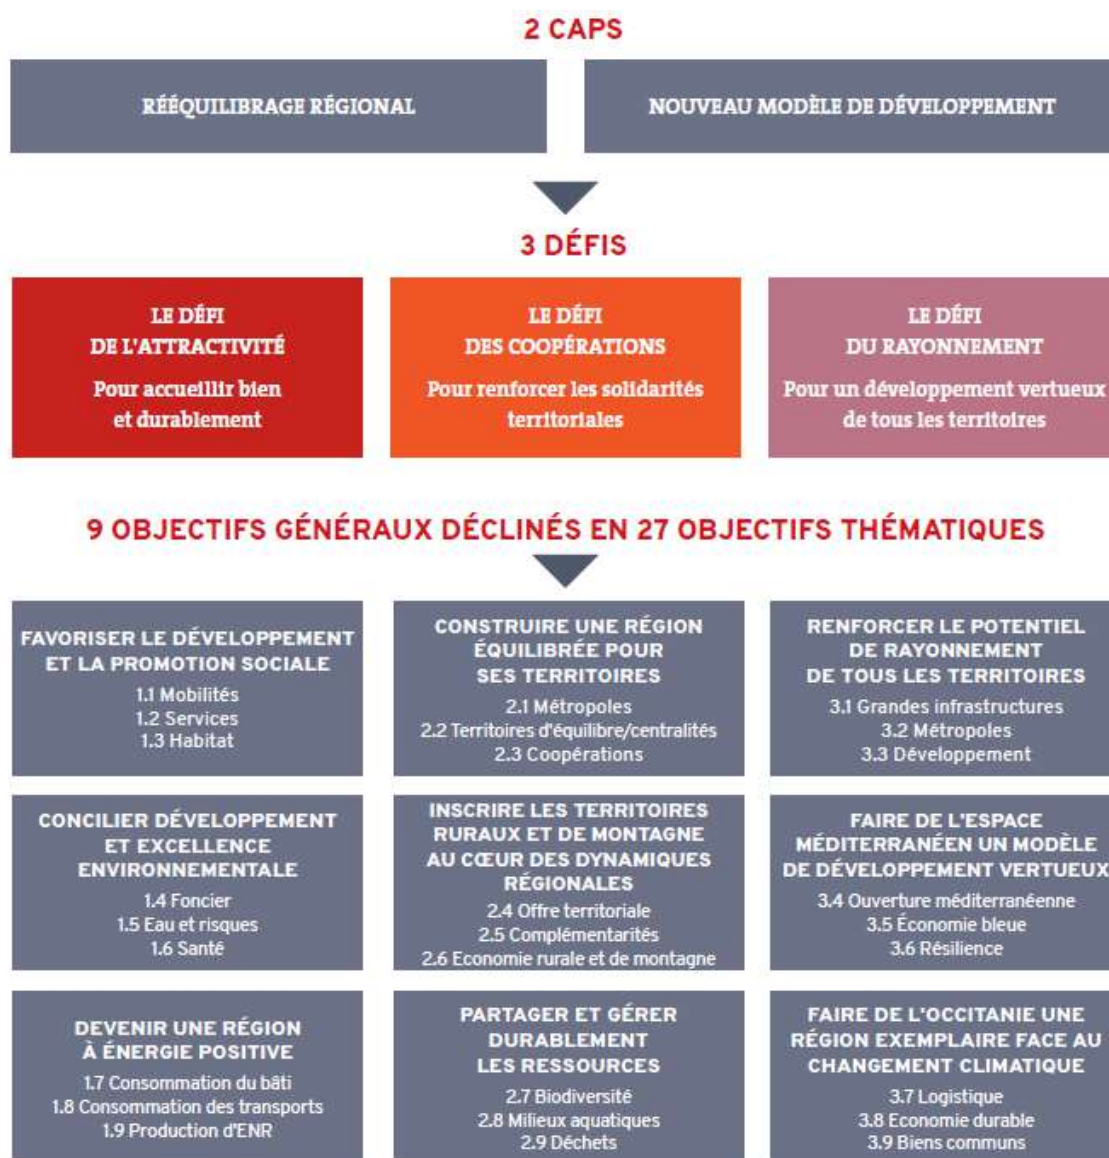 2 CAPS
RÉÉQUILIBRAGE RÉGIONAL
NOUVEAU MODÈLE DE DÉVELOPPEMENT
3 DÉFIS
LE DÉFI
DE L'ATTRACTIVITÉ
Pour accueillir bien
et durablement
LE DÉFI
DES COOPÉRATIONS
Pour renforcer les solidarités
territoriales
LE DÉFI
DU RAYONNEMENT
Pour un développement vertueux
de tous les territoires
9 OBJECTIFS GÉNÉRAUX DÉCLINÉS EN 27 OBJECTIFS THÉMATIQUES
FAVORISER LE DÉVELOPPEMENT
ET LA PROMOTION SOCIALE
1.1 Mobilités
1.2 Services
1.3 Habitat
CONSTRUIRE UNE RÉGION
ÉQUILIBRÉE POUR
SES TERRITOIRES
2.1 Métropoles
2.2 Territoires d'équilibre/centralités
2.3 Coopérations
RENFORCER LE POTENTIEL
DE RAYONNEMENT
DE TOUS LES TERRITOIRES
3.1 Grandes infrastructures
3.2 Métropoles
3.3 Développement
CONCILIER DÉVELOPPEMENT
ET EXCELLENCE
ENVIRONNEMENTALE
1.4 Foncier
1.5 Eau et risques
1.6 Santé
INSCRIRE LES TERRITOIRES
RURAUX ET DE MONTAGNE
AU CŒUR DES DYNAMIQUES
RÉGIONALES
2.4 Offre territoriale
2.5 Complémentarités
2.6 Economie rurale et de montagne
FAIRE DE L'ESPACE
MÉDITERRANÉEN UN MODÈLE
DE DÉVELOPPEMENT VERTUEUX
3.4 Ouverture méditerranéenne
3.5 Économie bleue
3.6 Résilience
DEVENIR UNE RÉGION
À ÉNERGIE POSITIVE
1.7 Consommation du bâti
1.8 Consommation des transports
1.9 Production d'ENR
PARTAGER ET GÉRER
DURABLEMENT
LES RESSOURCES
2.7 Biodiversité
2.8 Milieux aquatiques
2.9 Déchets
FAIRE DE L'OCCITANIE UNE
RÉGION EXEMPLAIRE FACE AU
CHANGEMENT CLIMATIQUE
3.7 Logistique
3.8 Economie durable
3.9 Biens communs